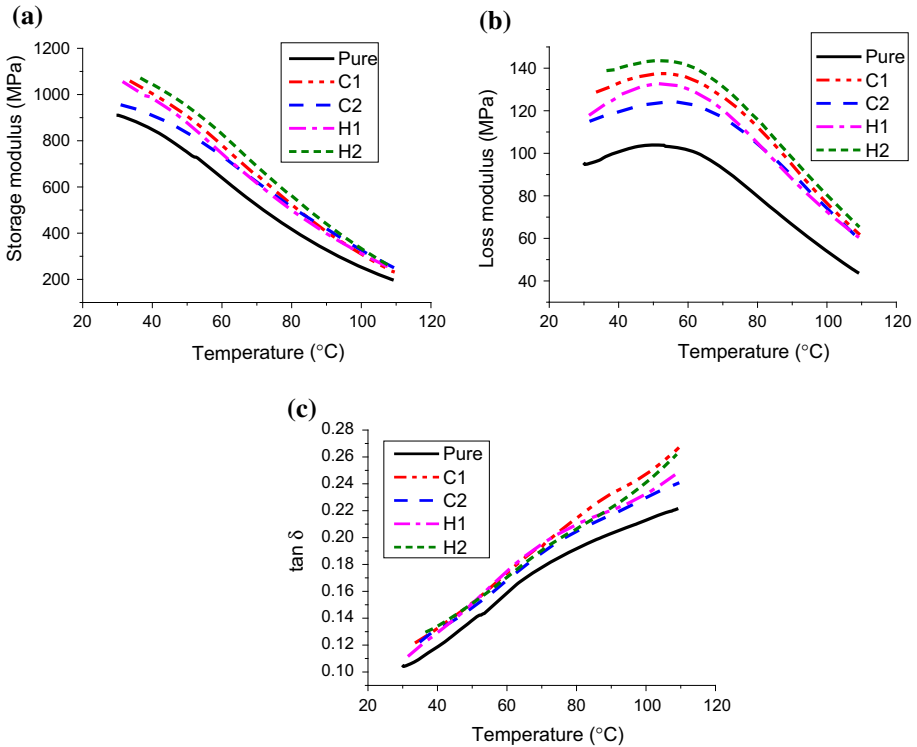 (a)
Storage modulus (MPa)
1200
1000
800
600
400
200
20 40 60 80 100 120
Temperature (°C)
Pure
C1
C2
H1
H2
(b)
Loss modulus (MPa)
140
120
100
80
60
40
20 40 60 80 100 120
Temperature (°C)
Pure
C1
C2
H1
H2
(c)
tan δ
0.28
0.26
0.24
0.22
0.20
0.18
0.16
0.14
0.12
0.10
20 40 60 80 100 120
Temperature (°C)
Pure
C1
C2
H1
H2